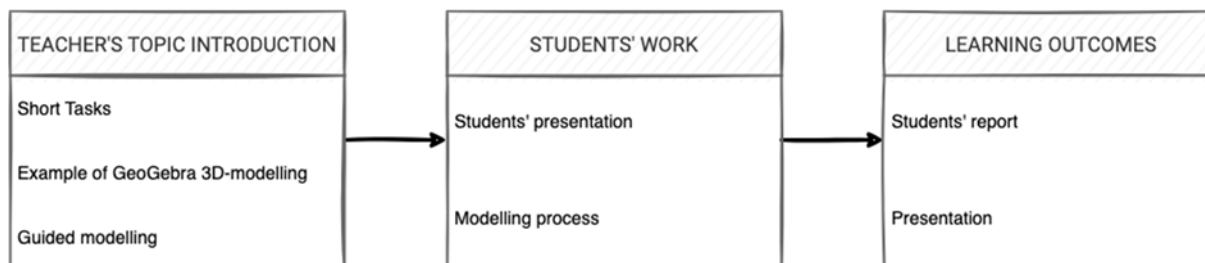 TEACHER'S TOPIC INTRODUCTION
Short Tasks
Example of GeoGebra 3D-modelling
Guided modelling
STUDENTS' WORK
Students' presentation
Modelling process
LEARNING OUTCOMES
Students' report
Presentation